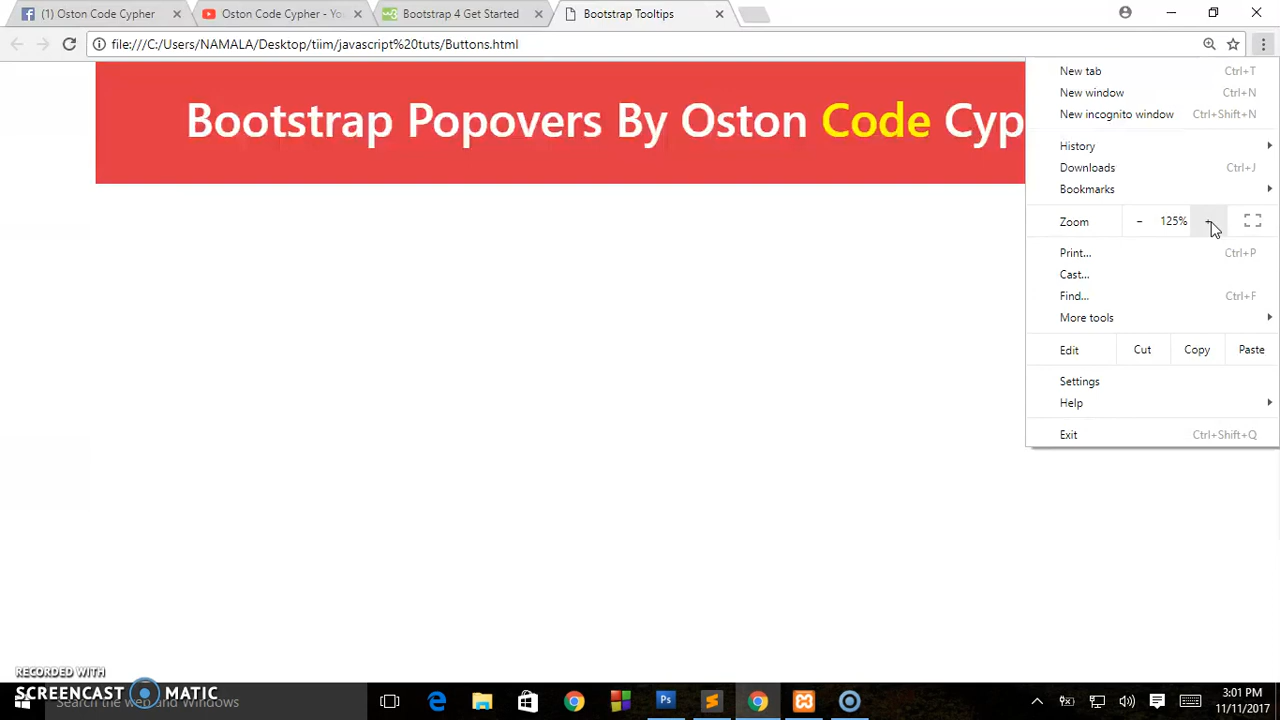 (1) Oston Code Cypher
Oston Code Cypher - Yo
Bootstrap 4 Get Started
Bootstrap Tooltips
file:///C:/Users/NAMALA/Desktop/tiim/javascript%20tuts/Buttons.html
Bootstrap Popovers By Oston Code Cyp
New tab Ctrl+T
New window Ctrl+N
New incognito window Ctrl+Shift+N
History
Downloads Ctrl+J
Bookmarks
Zoom - 125% +
Print... Ctrl+P
Cast...
Find... Ctrl+F
More tools
Edit Cut Copy Paste
Settings
Help
Exit Ctrl+Shift+Q
RECORDED WITH
SCREENCAST MATIC
Search the web and Windows
3:01 PM
11/11/2017